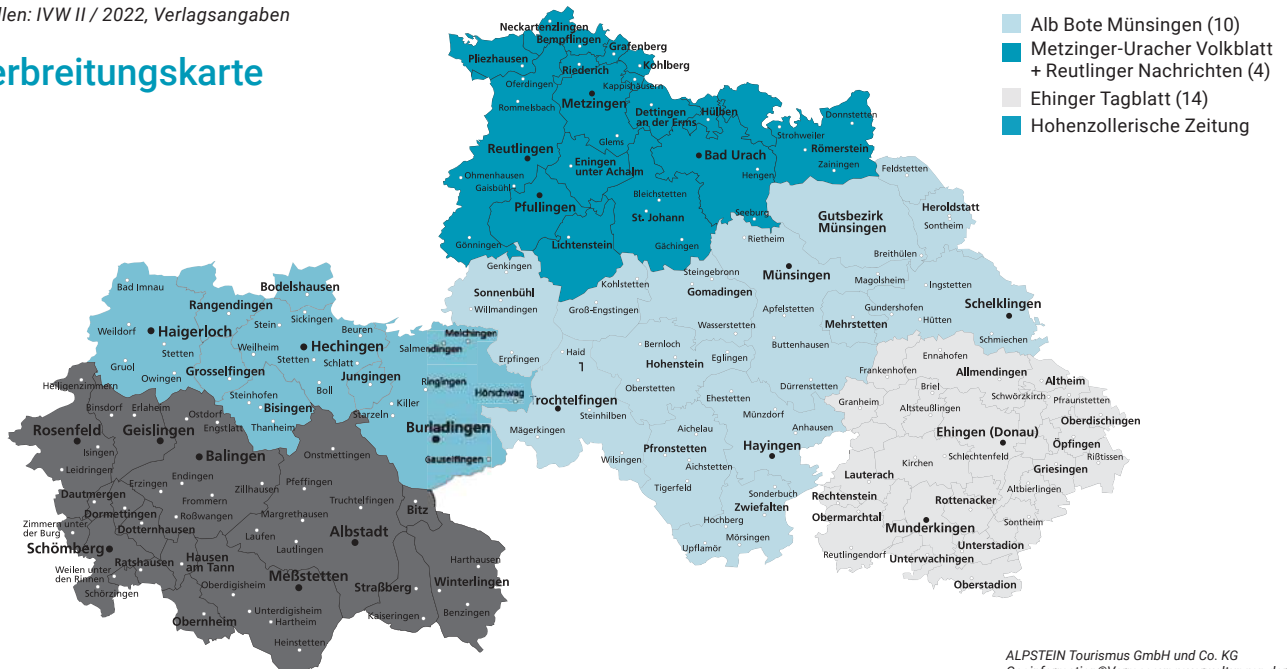 llen: IVW II / 2022, Verlagsangaben
erbreitungskarte
Alb Bote Münsingen (10)
Metzinger-Uracher Volkblatt
+ Reutlinger Nachrichten (4)
Ehinger Tagblatt (14)
Hohenzollerische Zeitung
Neckartenzlingen
Bempflingen
Grafenberg
Pliezhausen
Riederich
Kohlberg
Oferdingen
Kappishäusern
Rommelsbach
Metzingen
Dettingen
an der Erms
Hülben
Donnstetten
Strohweiler
Römerstein
Glems
Reutlingen
Eningen
unter Achalm
Bad Urach
Zainingen
Ohmenhausen
Gaisbühl
Hengen
Feldstetten
Pfullingen
Bleichstetten
St. Johann
Seeburg
Gutsbezirk
Münsingen
Heroldstatt
Sontheim
Gönningen
Lichtenstein
Gächingen
Rietheim
Breithülen
Genkingen
Steingebronn
Münsingen
Magolsheim
Ingstetten
Kohlstetten
Sonnenbühl
Gomadingen
Willmandingen
Groß-Engstingen
Apfelstetten
Gundershofen
Schelklingen
Wasserstetten
Mehrstetten
Hütten
Bernloch
Buttenhausen
Schmiechen
Erpfingen
Haid
1
Hohenstein
Eglingen
Oberstetten
Ehestetten
Dürrenstetten
rochtelfingen
Steinhilben
Münzdorf
Anhausen
Mägerkingen
Aichelau
Pfronstetten
Hayingen
Wilsingen
Aichstetten
Tigerfeld
Sonderbuch
Zwiefalten
Hochberg
Mörsingen
Upflamör
Bad Imnau
Bodelshausen
Rangendingen
Weildorf
Haigerloch
Stein
Sickingen
Beuren
Melchingen
Stetten
Weilheim
Hechingen
Salmendingen
Gruol
Stetten
Schlatt
Owingen
Grosselfingen
Jungingen
Ringingen
Hörschwag
Steinhofen
Boll
Killer
Bisingen
Starzeln
Thanheim
Burladingen
Gauselfingen
Heiligenzimmern
Binsdorf
Erlaheim
Ostdorf
Engstlatt
Rosenfeld
Geislingen
Isingen
Balingen
Onstmettingen
Leidringen
Endingen
Erzingen
Zillhausen
Pfeffingen
Dautmergen
Frommern
Truchtelfingen
Dormettingen
Roßwangen
Margrethausen
Bitz
Zimmern unter
der Burg
Dotternhausen
Laufen
Albstadt
Schömberg
Lautlingen
Ratshausen
Hausen
am Tann
Harthausen
Weilen unter
den Rinnen
Meßstetten
Oberdigisheim
Straßberg
Winterlingen
Schörzingen
Unterdigisheim
Benzingen
Obernheim
Hartheim
Kaiseringen
Heinstetten
Ennahofen
Frankenhofen
Allmendingen
Altheim
Briel
Schwörzkirch
Pfraunstetten
Granheim
Altsteußlingen
Oberdischingen
Ehingen (Donau)
Öpfingen
Schlechtenfeld
Rißtissen
Kirchen
Griesingen
Lauterach
Altbierlingen
Rechtenstein
Rottenacker
Obermarchtal
Munderkingen
Sontheim
Unterstadion
Reutlingendorf
Unterwachingen
Oberstadion
ALPSTEIN Tourismus GmbH und Co. KG